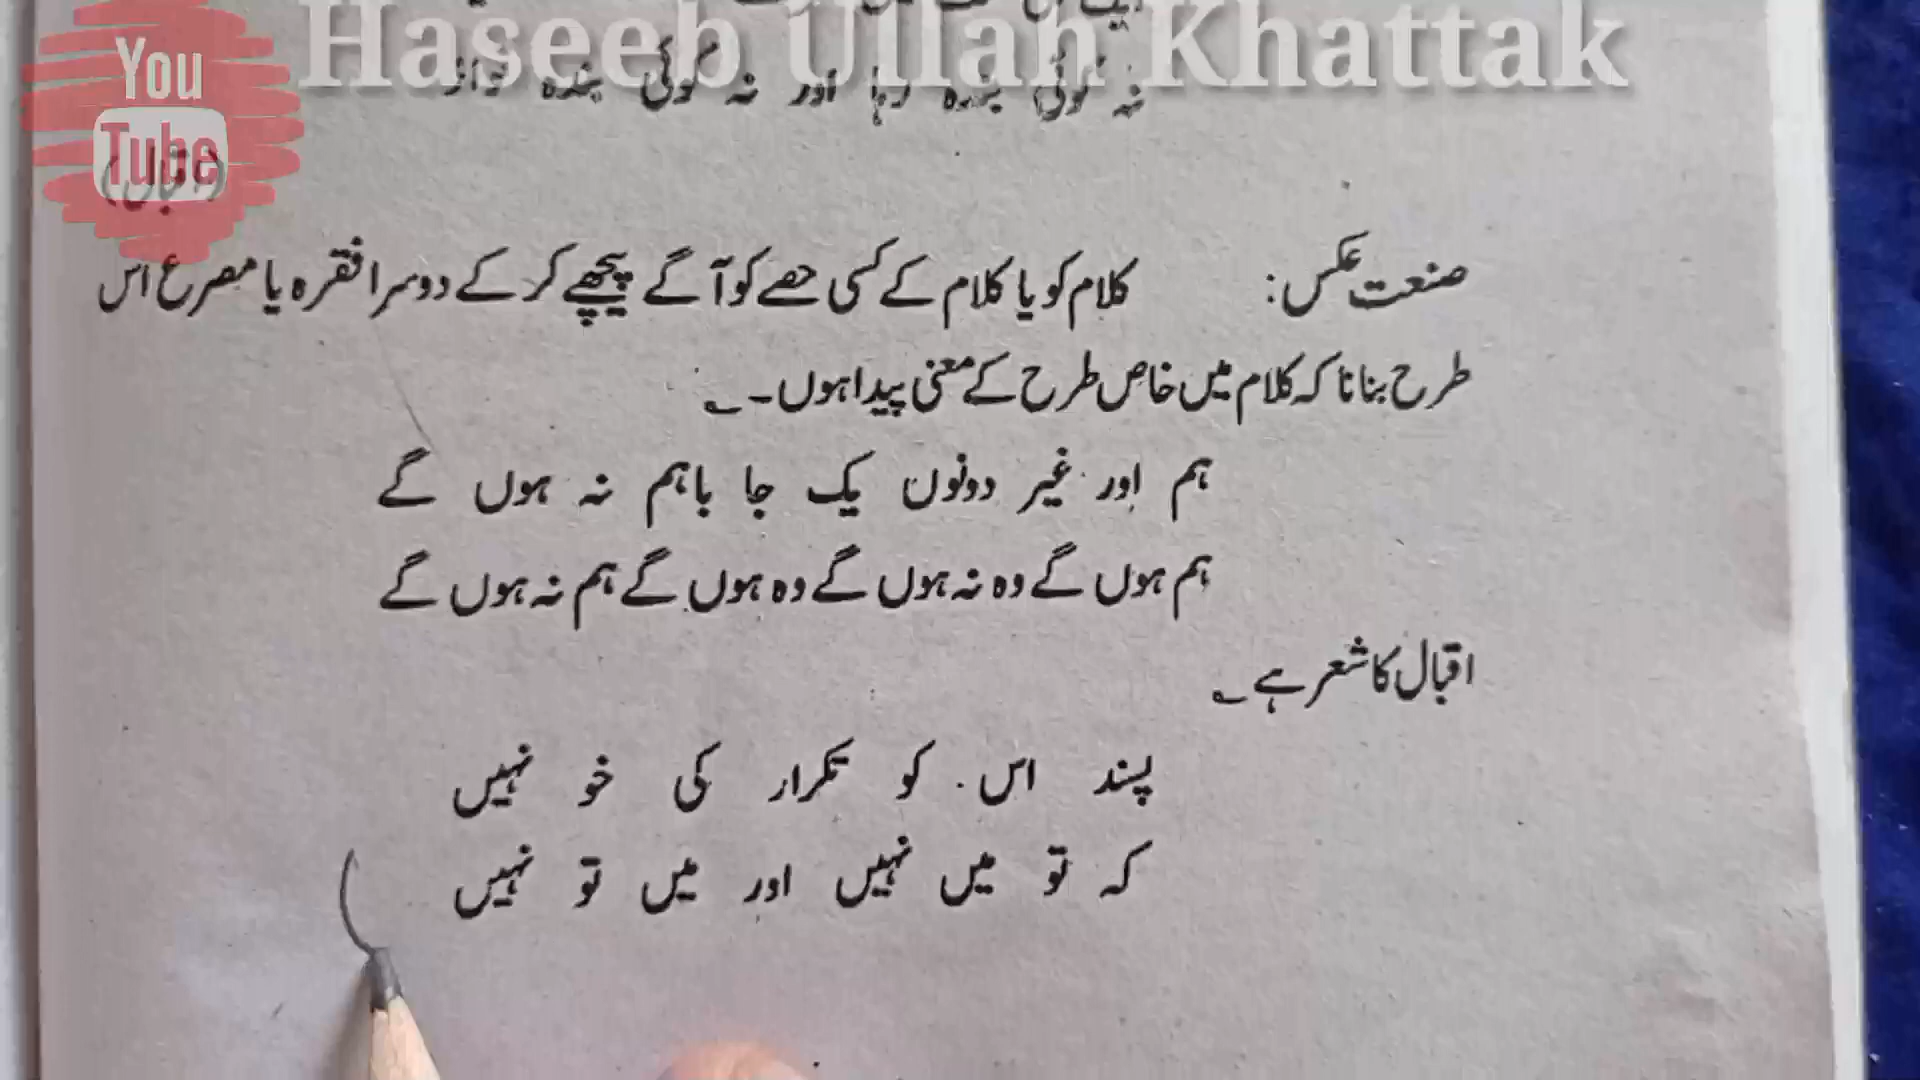 Haseeb Ullah Khattak
You
Tube
نہ کوئی بندہ رہا اور نہ کوئی بندہ نواز
(اقبال)
صنعت عکس: کلام کو یا کلام کے کسی حصے کو آگے پیچھے کر کے دوسرا فقرہ یا مصرع اس
طرح بنانا کہ کلام میں خاص طرح کے معنی پیدا ہوں۔ ؎
ہم اور غیر دونوں یک جا باہم نہ ہوں گے
ہم ہوں گے وہ نہ ہوں گے وہ ہوں گے ہم نہ ہوں گے
اقبال کا شعر ہے ؎
پسند اس کو تکرار کی خو نہیں
کہ تو میں نہیں اور میں تو نہیں